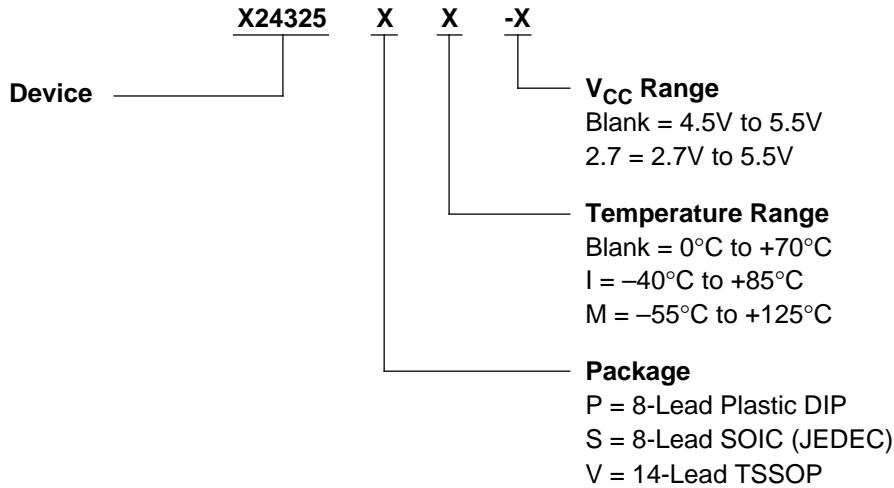 X24325 X X -X
Device
VCC Range
Blank = 4.5V to 5.5V
2.7 = 2.7V to 5.5V
Temperature Range
Blank = 0°C to +70°C
I = –40°C to +85°C
M = –55°C to +125°C
Package
P = 8-Lead Plastic DIP
S = 8-Lead SOIC (JEDEC)
V = 14-Lead TSSOP